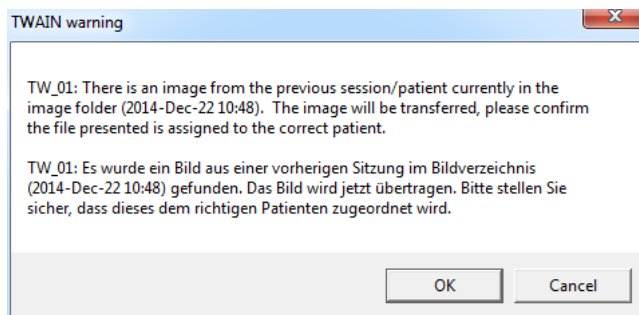 TWAIN warning
TW_01: There is an image from the previous session/patient currently in the
image folder (2014-Dec-22 10:48).  The image will be transferred, please confirm
the file presented is assigned to the correct patient.
TW_01: Es wurde ein Bild aus einer vorherigen Sitzung im Bildverzeichnis
(2014-Dec-22 10:48) gefunden. Das Bild wird jetzt übertragen. Bitte stellen Sie
sicher, dass dieses dem richtigen Patienten zugeordnet wird.
OK
Cancel